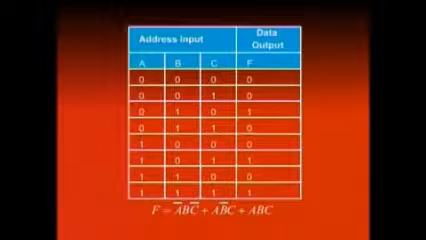 Address Input Data Output
A B C F
0 0 0 0
0 0 1 0
0 1 0 1
0 1 1 0
1 0 0 0
1 0 1 1
1 1 0 0
1 1 1 1
F = A̅BC̅ + AB̅C + ABC